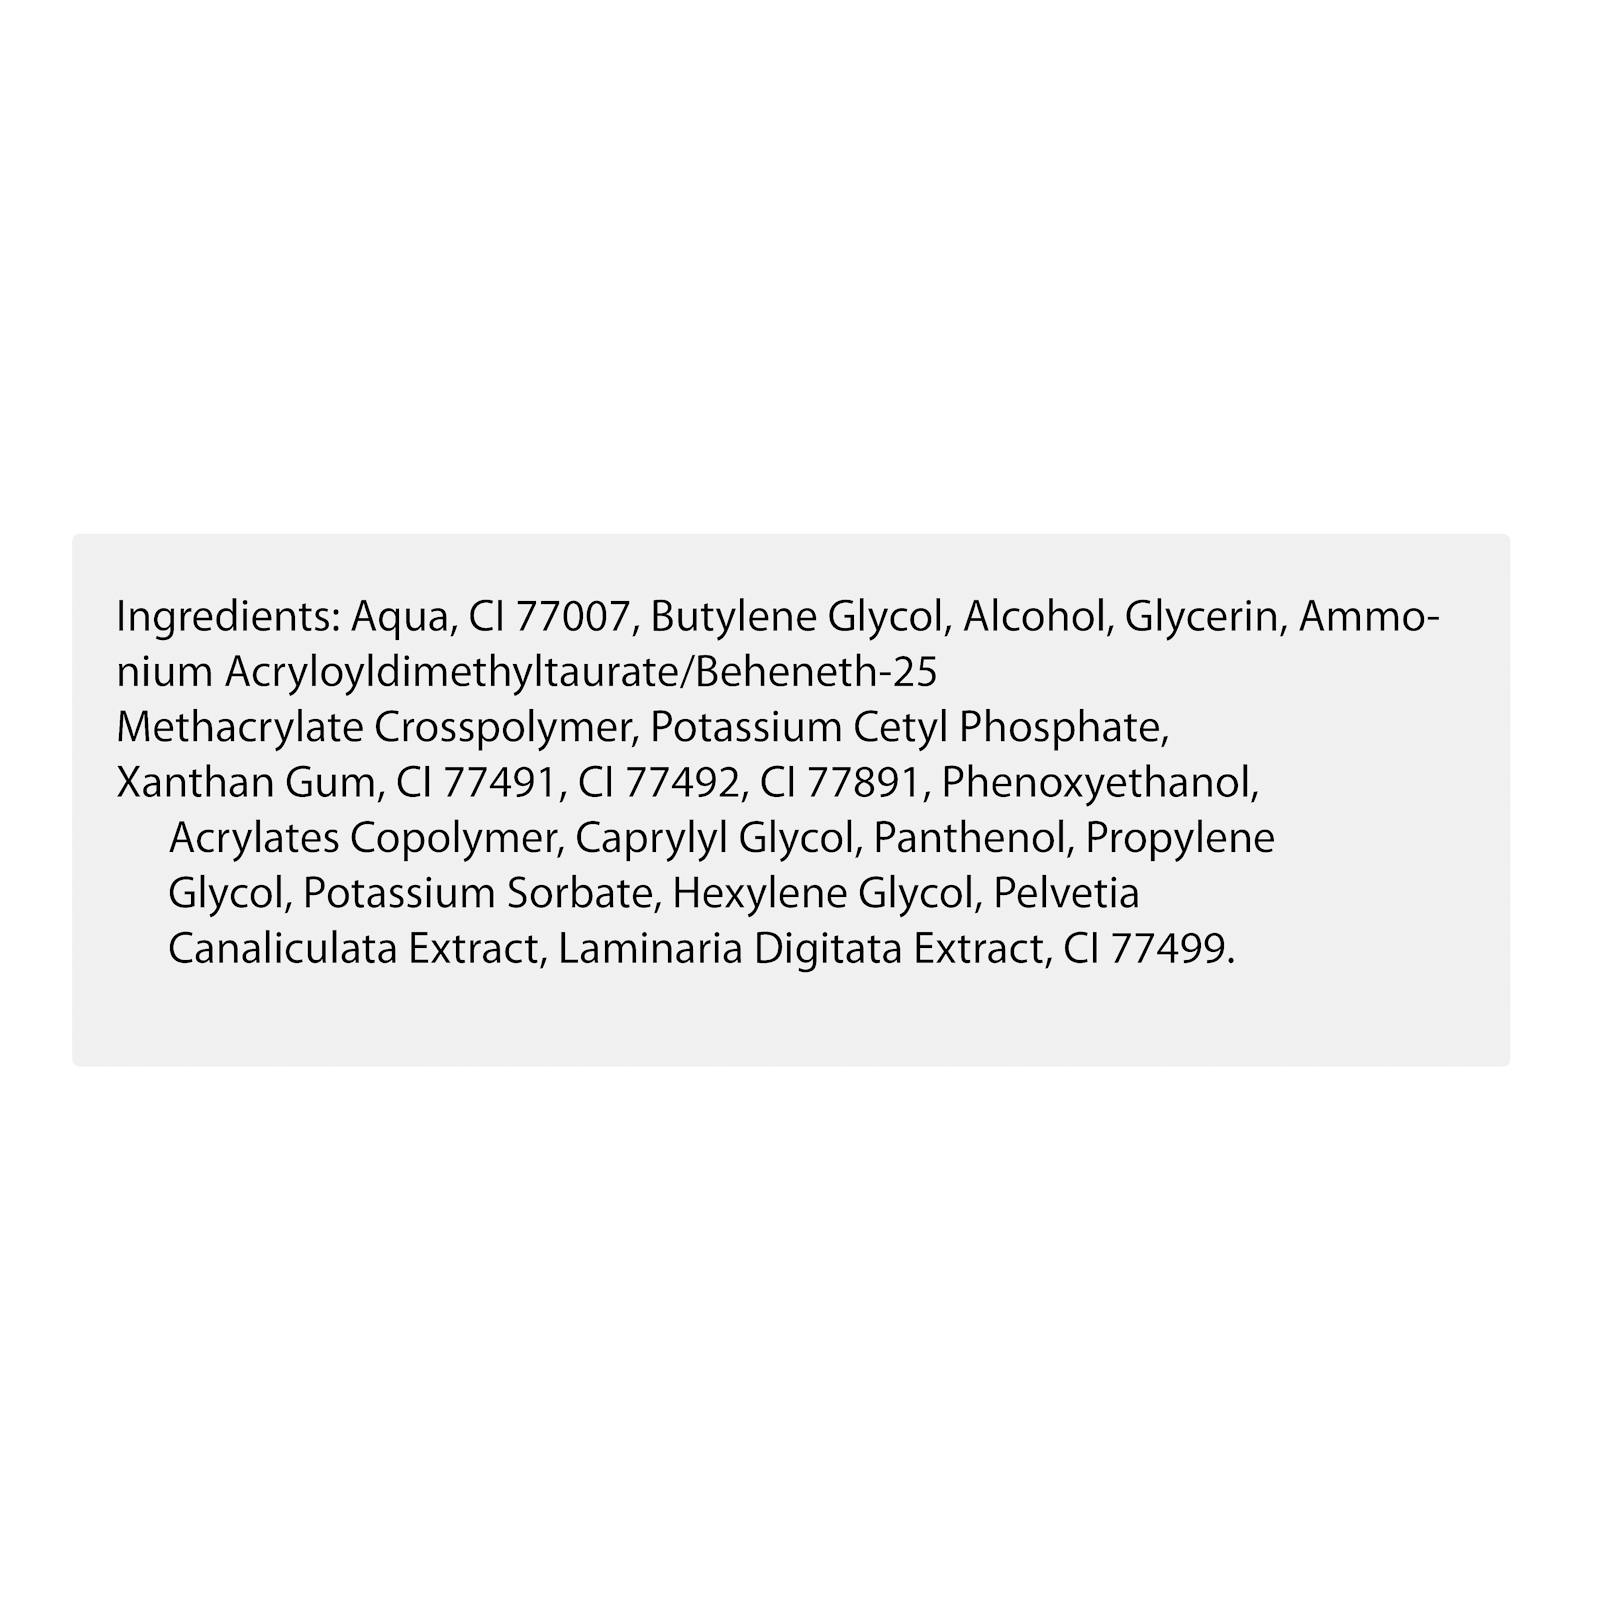 Ingredients: Aqua, CI 77007, Butylene Glycol, Alcohol, Glycerin, Ammo-
nium Acryloyldimethyltaurate/Beheneth-25
Methacrylate Crosspolymer, Potassium Cetyl Phosphate,
Xanthan Gum, CI 77491, CI 77492, CI 77891, Phenoxyethanol,
Acrylates Copolymer, Caprylyl Glycol, Panthenol, Propylene
Glycol, Potassium Sorbate, Hexylene Glycol, Pelvetia
Canaliculata Extract, Laminaria Digitata Extract, CI 77499.